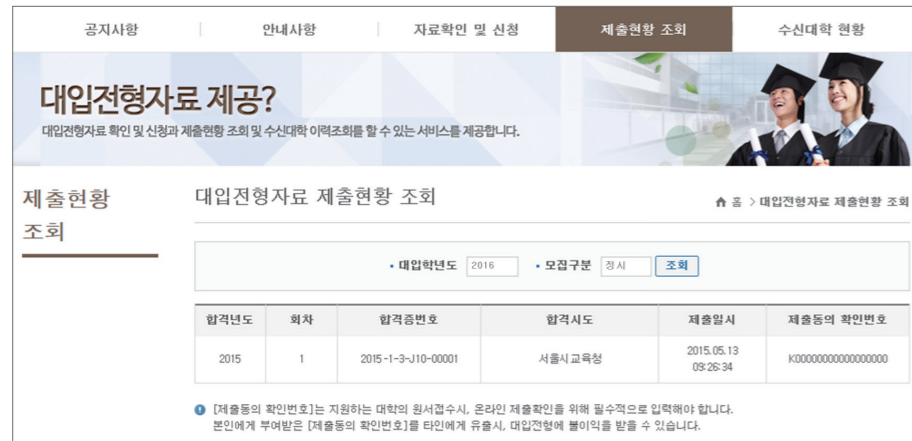 공지사항 안내사항 자료확인 및 신청 제출현황 조회 수신대학 현황
대입전형자료 제공?
대입전형자료 확인 및 신청과 제출현황 조회 및 수신대학 이력조회를 할 수 있는 서비스를 제공합니다.
제출현황
조회
대입전형자료 제출현황 조회
홈 > 대입전형자료 제출현황 조회
• 대입학년도 2016 • 모집구분 정시 조회
합격년도 회차 합격증번호 합격시도 제출일시 제출동의 확인번호
2015 1 2015-1-3-J10-00001 서울시교육청 2015.05.13 09:26:34 K00000000000000000
[제출동의 확인번호]는 지원하는 대학의 원서접수시, 온라인 제출확인을 위해 필수적으로 입력해야 합니다.
본인에게 부여받은 [제출동의 확인번호]를 타인에게 유출시, 대입전형에 불이익을 받을 수 있습니다.